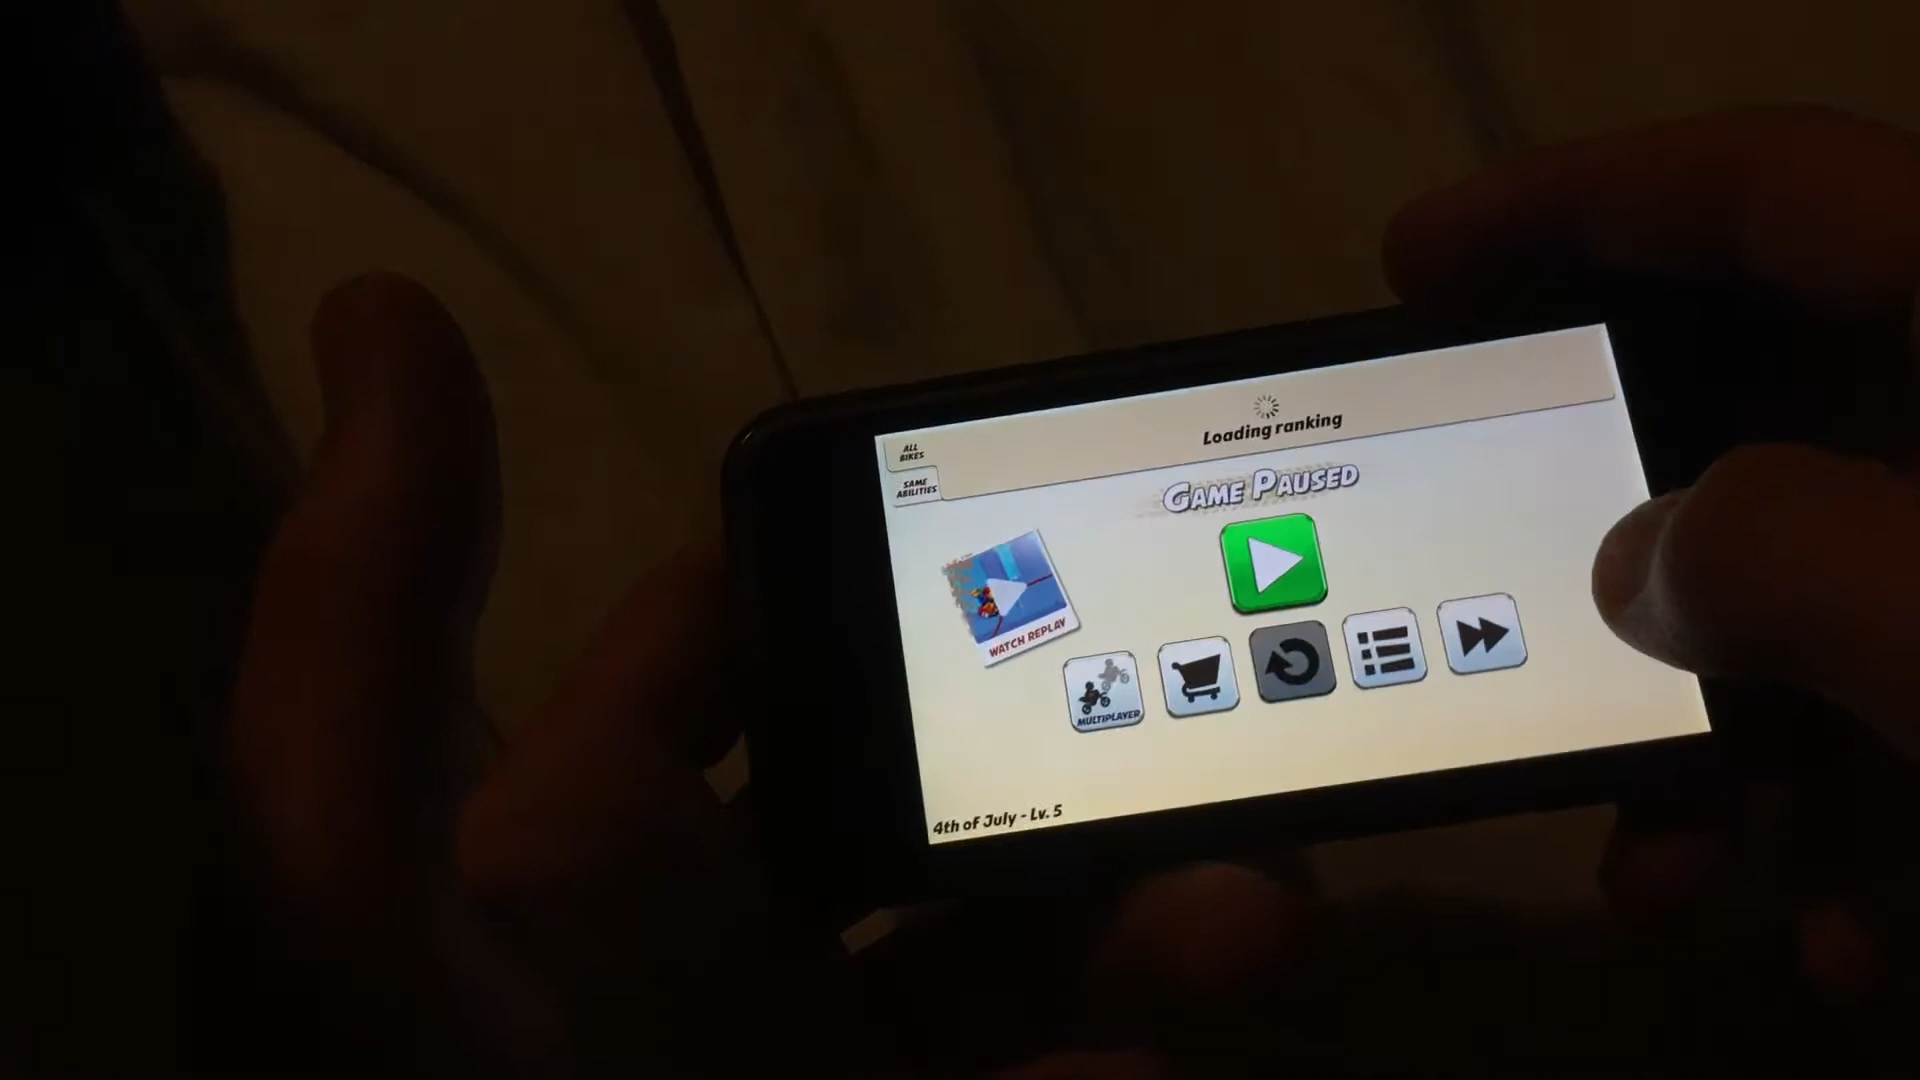 ALL
BIKES
Loading ranking
SAME
ABILITIES
GAME PAUSED
WATCH REPLAY
MULTIPLAYER
4th of July - Lv. 5